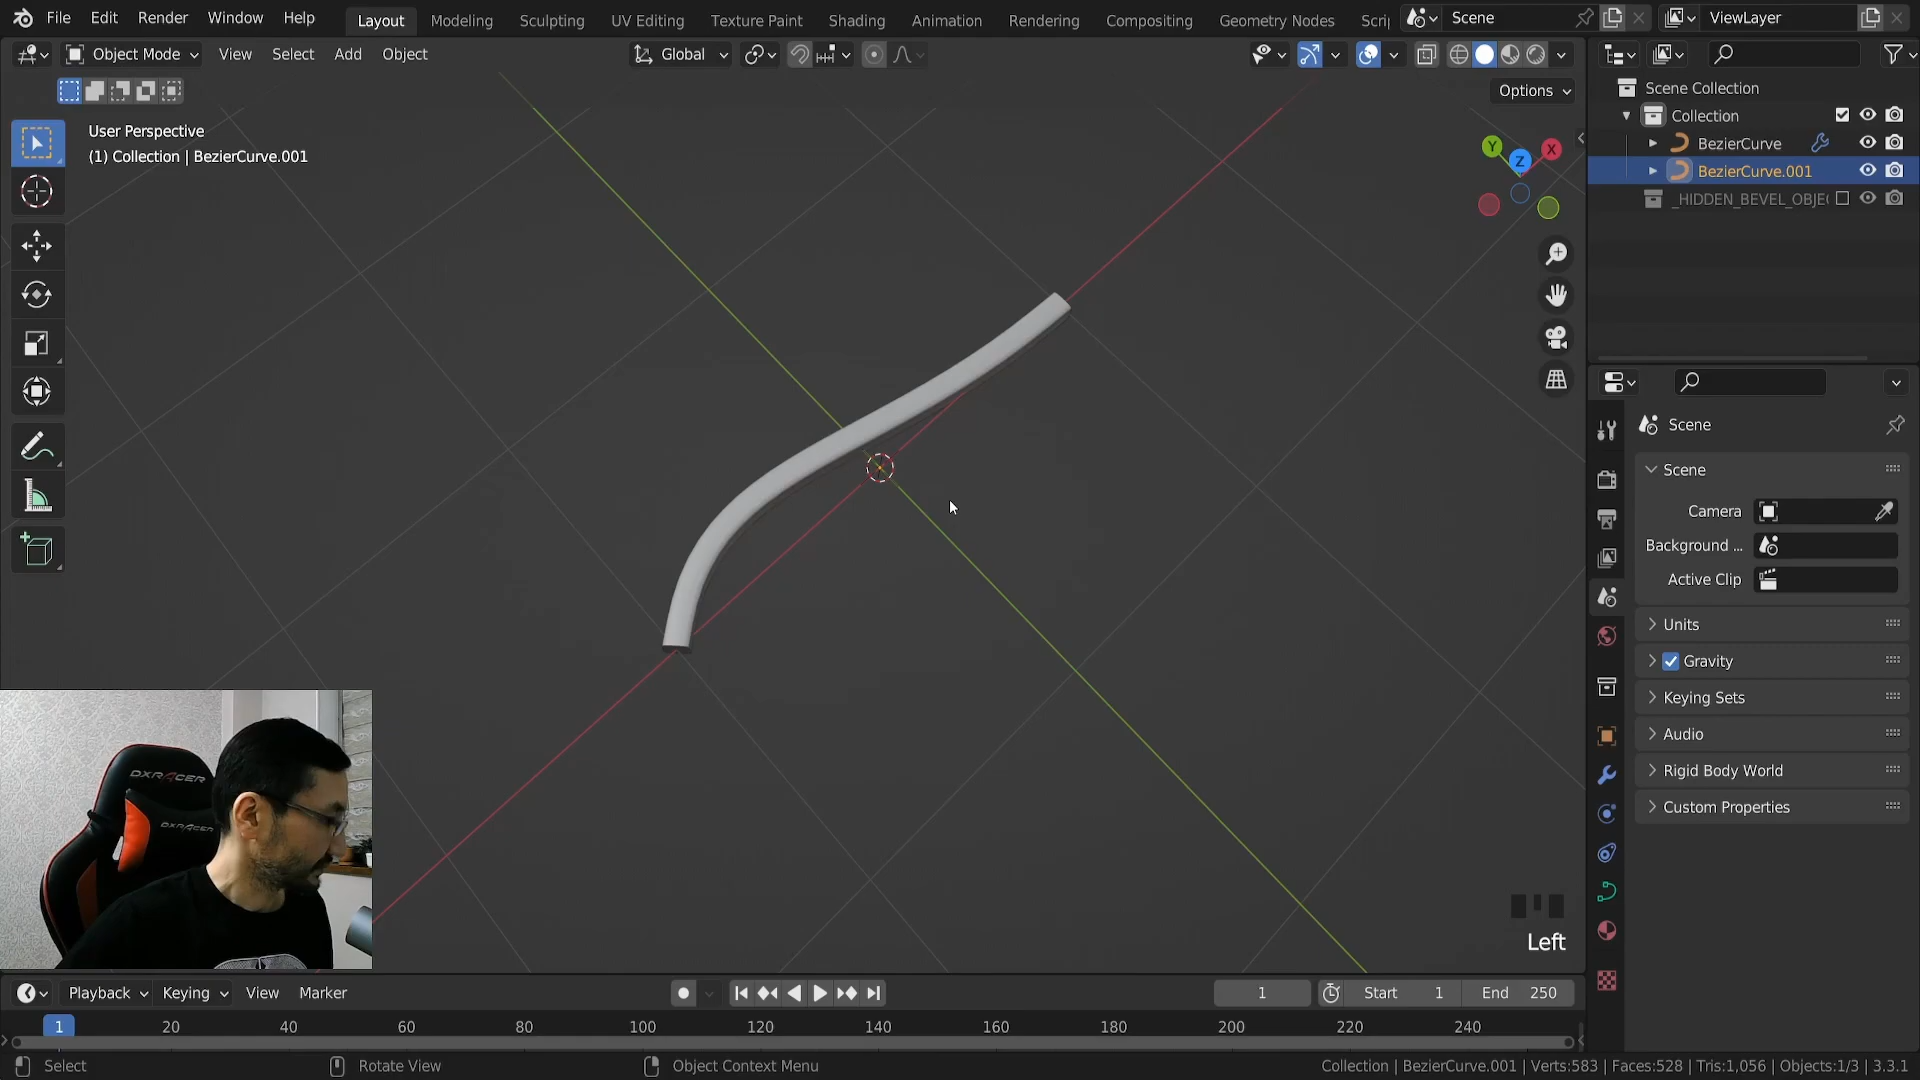 File Edit Render Window Help Layout Modeling Sculpting UV Editing Texture Paint Shading Animation Rendering Compositing Geometry Nodes Scrip Scene ViewLayer
Object Mode View Select Add Object Global
Options
User Perspective
(1) Collection | BezierCurve.001
Y X Z
Scene Collection
Collection
BezierCurve
BezierCurve.001
_HIDDEN_BEVEL_OBJE(
Scene
Scene
Camera
Background ...
Active Clip
Units
Gravity
Keying Sets
Audio
Rigid Body World
Custom Properties
DXRACER
DXRACER
Left
Playback Keying View Marker 1 Start 1 End 250
1 20 40 60 80 100 120 140 160 180 200 220 240
Select Rotate View Object Context Menu Collection | BezierCurve.001 | Verts:583 | Faces:528 | Tris:1,056 | Objects:1/3 | 3.3.1